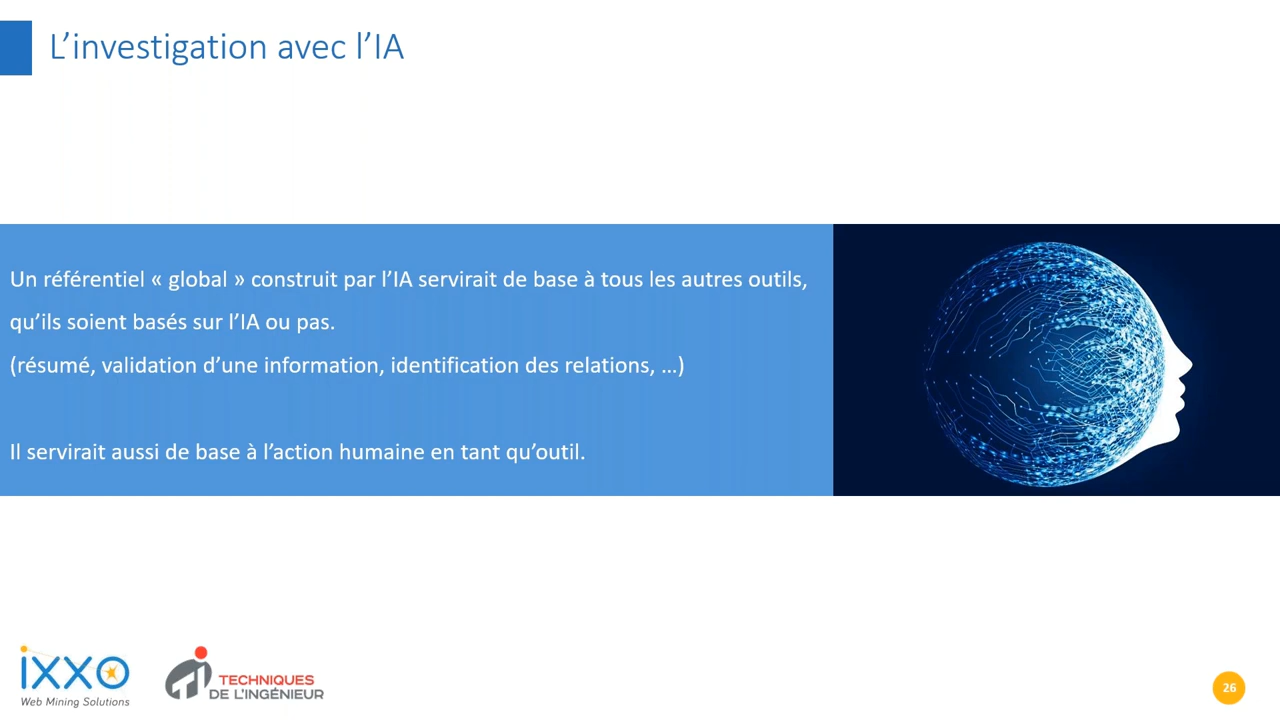 L’investigation avec l’IA
Un référentiel « global » construit par l’IA servirait de base à tous les autres outils,
qu’ils soient basés sur l’IA ou pas.
(résumé, validation d’une information, identification des relations, …)
Il servirait aussi de base à l’action humaine en tant qu’outil.
ixxo
Web Mining Solutions
TECHNIQUES
DE L'INGÉNIEUR
26